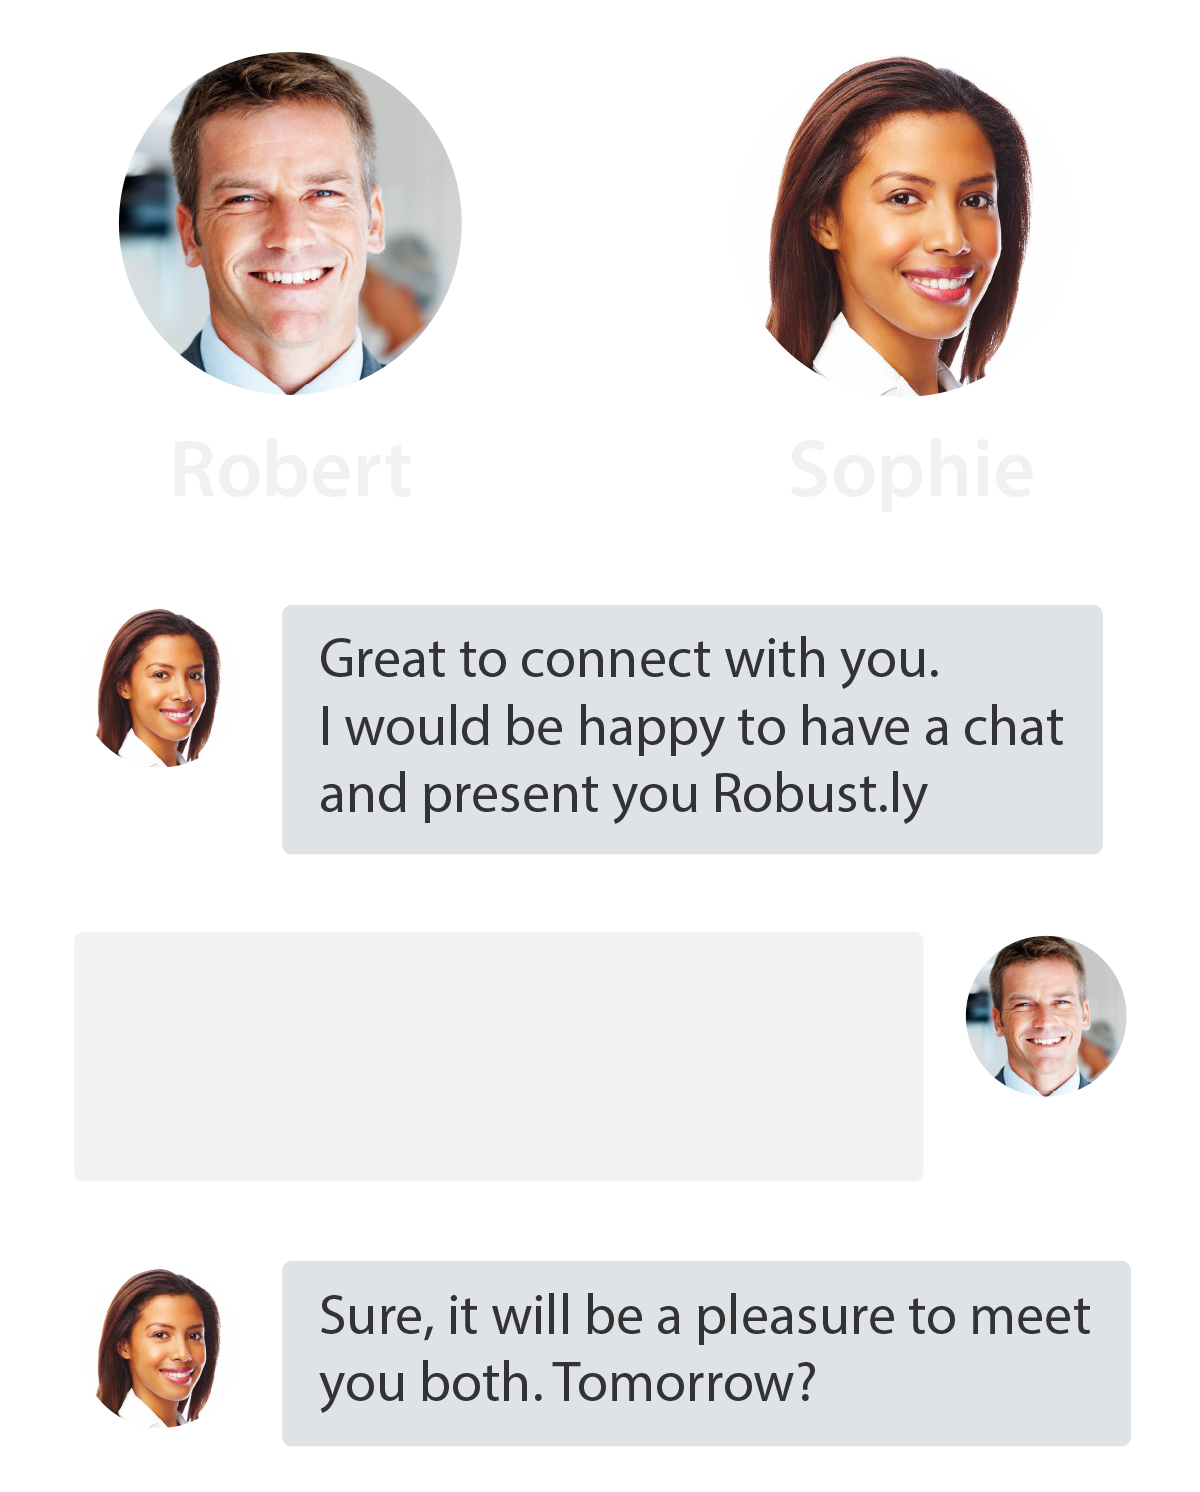 Robert
Sophie
Great to connect with you.
I would be happy to have a chat
and present you Robust.ly
Hi Sophie, it would be interesting
to learn about your company. My
analyst might join as well.
Sure, it will be a pleasure to meet
you both. Tomorrow?